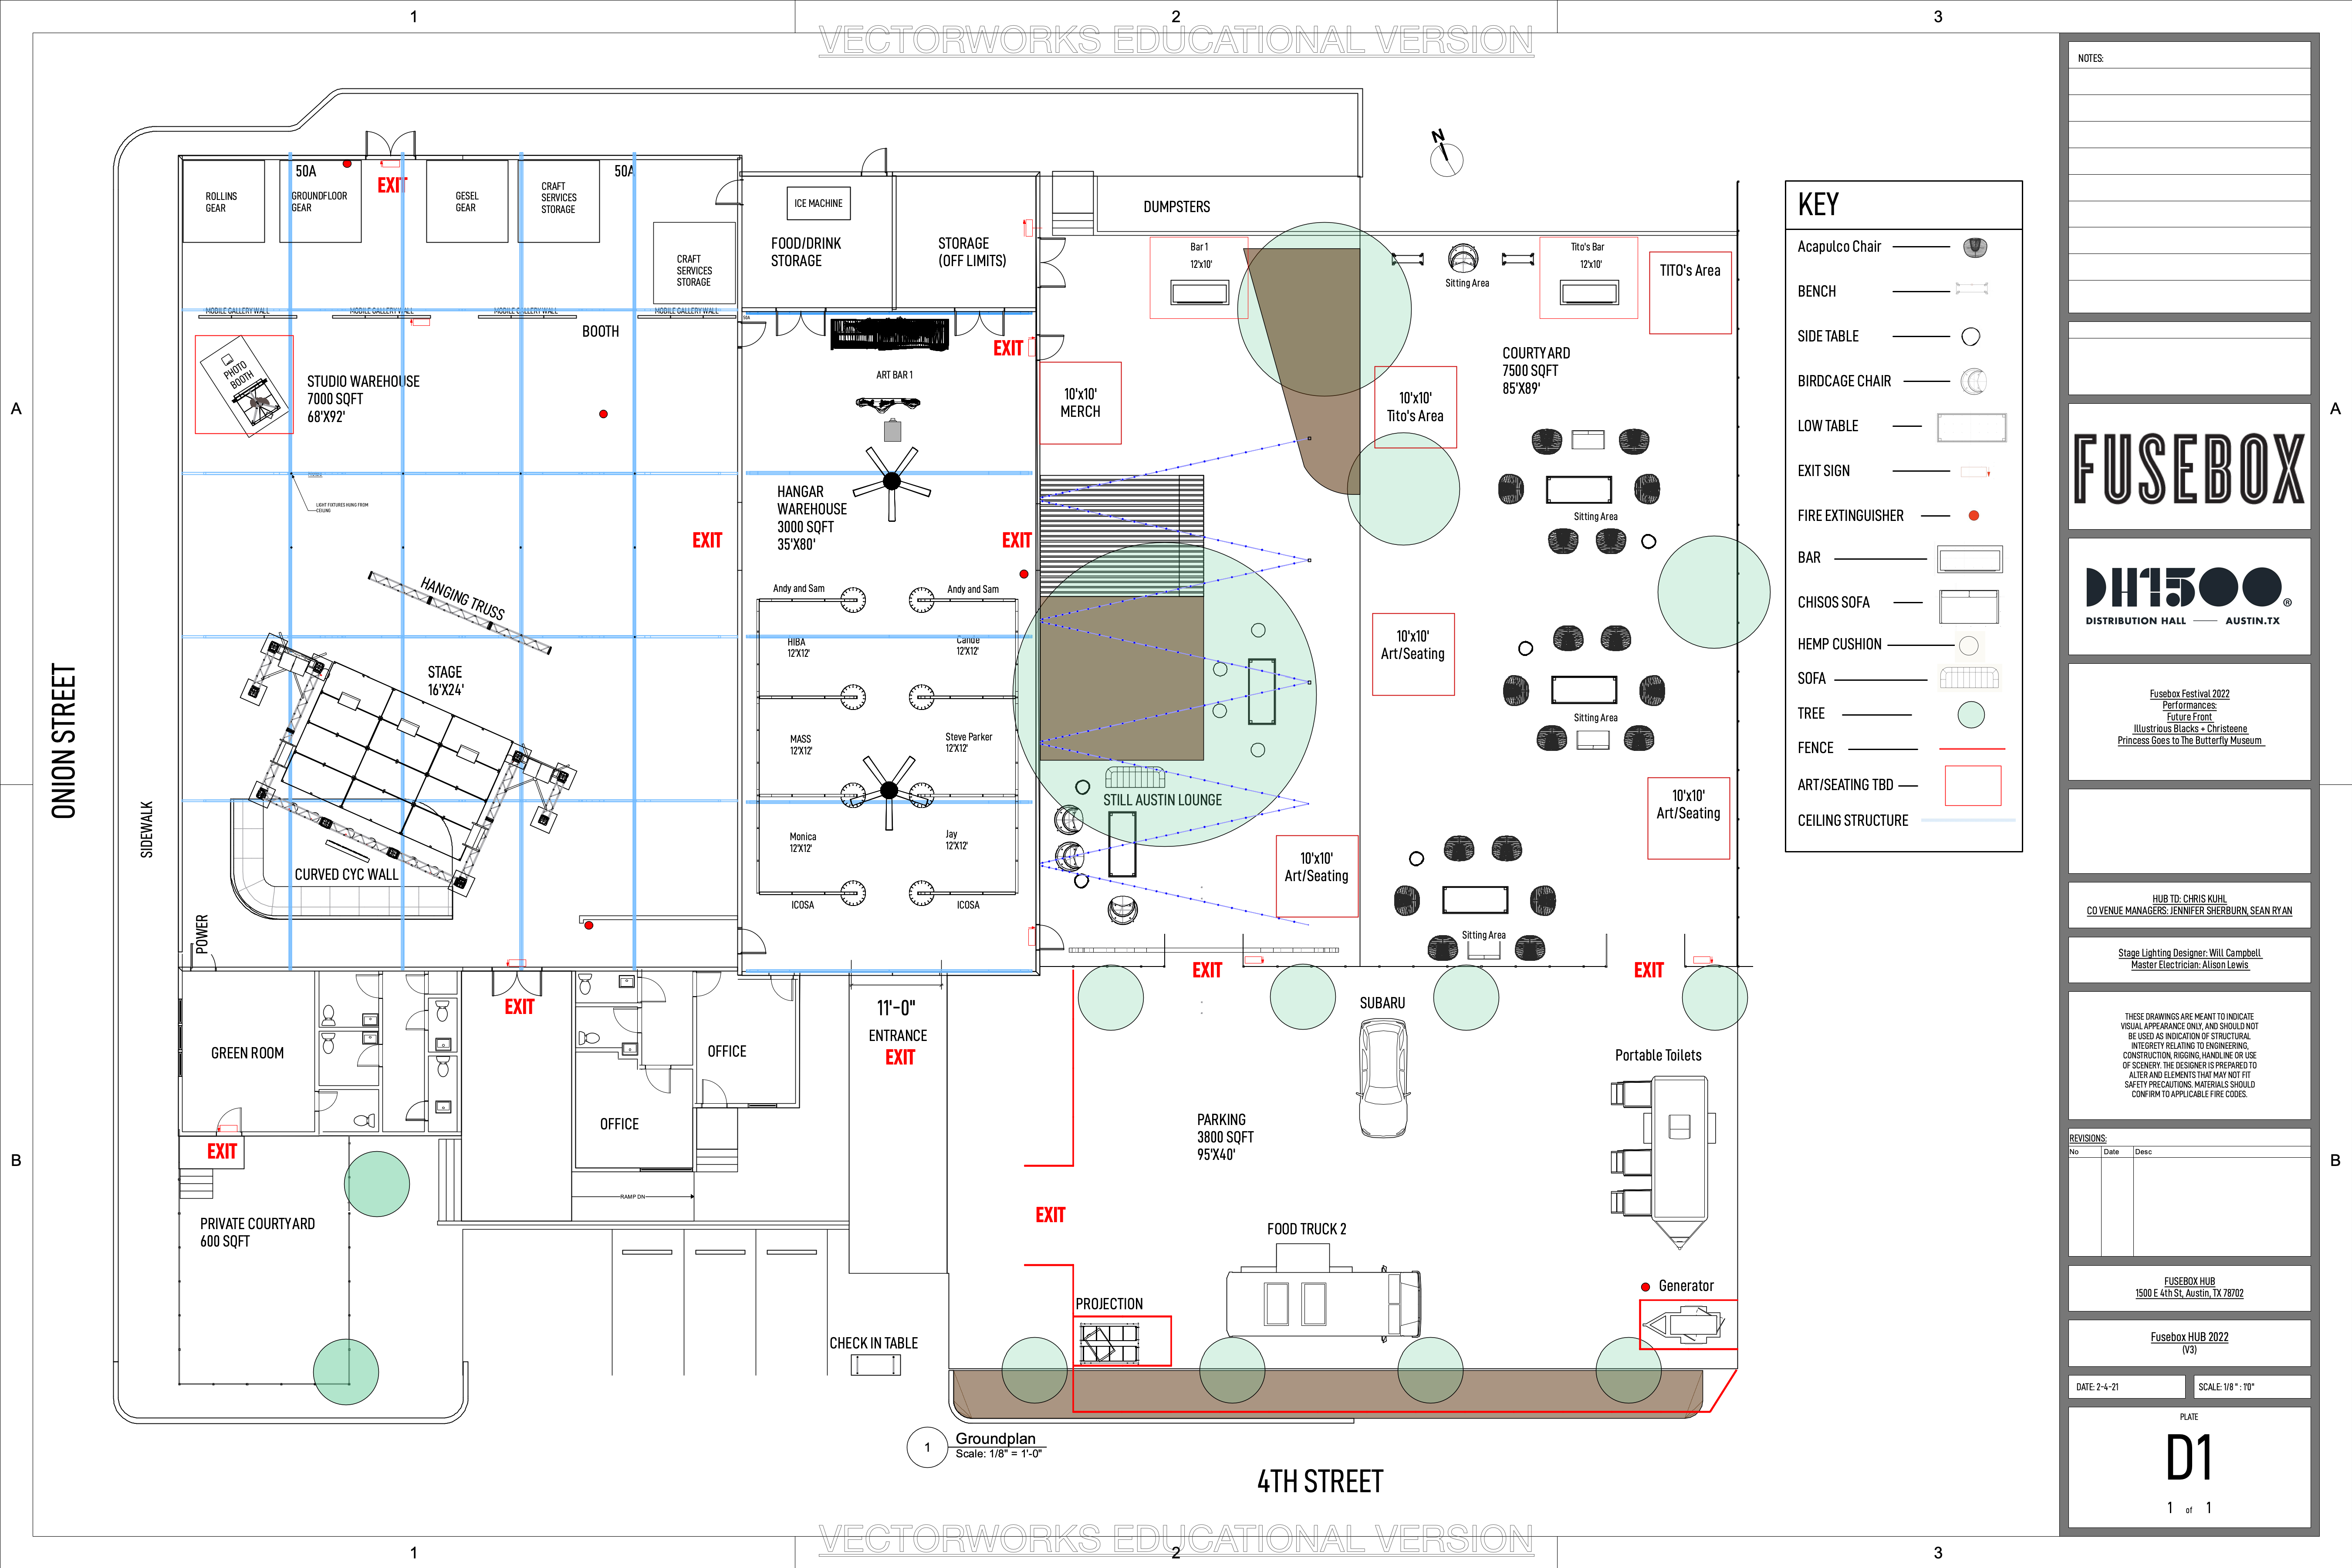 1
2
3
VECTORWORKS EDUCATIONAL VERSION
A
B
ONION STREET
SIDEWALK
ROLLINS
GEAR
50A
GROUNDFLOOR
GEAR
EXIT
GESEL
GEAR
CRAFT
SERVICES
STORAGE
50A
CRAFT
SERVICES
STORAGE
MOBILE GALLERY WALL
MOBILE GALLERY WALL
MOBILE GALLERY WALL
MOBILE GALLERY WALL
BOOTH
PHOTO
BOOTH
STUDIO WAREHOUSE
7000 SQFT
68'X92'
LIGHT FIXTURES HUNG FROM
CEILING
EXIT
HANGING TRUSS
STAGE
16'X24'
CURVED CYC WALL
POWER
ICE MACHINE
FOOD/DRINK
STORAGE
STORAGE
(OFF LIMITS)
50A
EXIT
ART BAR 1
HANGAR
WAREHOUSE
3000 SQFT
35'X80'
EXIT
Andy and Sam
Andy and Sam
HIBA
12'X12'
Canoe
12'X12'
MASS
12'X12'
Steve Parker
12'X12'
Monica
12'X12'
Jay
12'X12'
ICOSA
ICOSA
DUMPSTERS
N
Bar 1
12'x10'
Sitting Area
Tito's Bar
12'x10'
TITO's Area
COURTYARD
7500 SQFT
85'X89'
10'x10'
MERCH
10'x10'
Tito's Area
Sitting Area
10'x10'
Art/Seating
Sitting Area
STILL AUSTIN LOUNGE
10'x10'
Art/Seating
10'x10'
Art/Seating
Sitting Area
EXIT
EXIT
EXIT
GREEN ROOM
EXIT
OFFICE
OFFICE
RAMP DN
11'-0"
ENTRANCE
EXIT
PRIVATE COURTYARD
600 SQFT
CHECK IN TABLE
SUBARU
Portable Toilets
PARKING
3800 SQFT
95'X40'
EXIT
FOOD TRUCK 2
PROJECTION
Generator
1
Groundplan
Scale: 1/8" = 1'-0"
4TH STREET
KEY
Acapulco Chair
BENCH
SIDE TABLE
BIRDCAGE CHAIR
LOW TABLE
EXIT SIGN
FIRE EXTINGUISHER
BAR
CHISOS SOFA
HEMP CUSHION
SOFA
TREE
FENCE
ART/SEATING TBD
CEILING STRUCTURE
NOTES:
FUSEBOX
DH1500®
DISTRIBUTION HALL — AUSTIN.TX
Fusebox Festival 2022
Performances:
Future Front
Illustrious Blacks + Christeene
Princess Goes to The Butterfly Museum
HUB TD: CHRIS KUHL
CO VENUE MANAGERS: JENNIFER SHERBURN, SEAN RYAN
Stage Lighting Designer: Will Campbell
Master Electrician: Alison Lewis
THESE DRAWINGS ARE MEANT TO INDICATE
VISUAL APPEARANCE ONLY, AND SHOULD NOT
BE USED AS INDICATION OF STRUCTURAL
INTEGRETY RELATING TO ENGINEERING,
CONSTRUCTION, RIGGING, HANDLINE OR USE
OF SCENERY. THE DESIGNER IS PREPARED TO
ALTER AND ELEMENTS THAT MAY NOT FIT
SAFETY PRECAUTIONS. MATERIALS SHOULD
CONFIRM TO APPLICABLE FIRE CODES.
REVISIONS:
No Date Desc
FUSEBOX HUB
1500 E 4th St, Austin, TX 78702
Fusebox HUB 2022
(V3)
DATE: 2-4-21
SCALE: 1/8 " : 1'0"
PLATE
D1
1 of 1
A
B
VECTORWORKS EDUCATIONAL VERSION
1
2
3